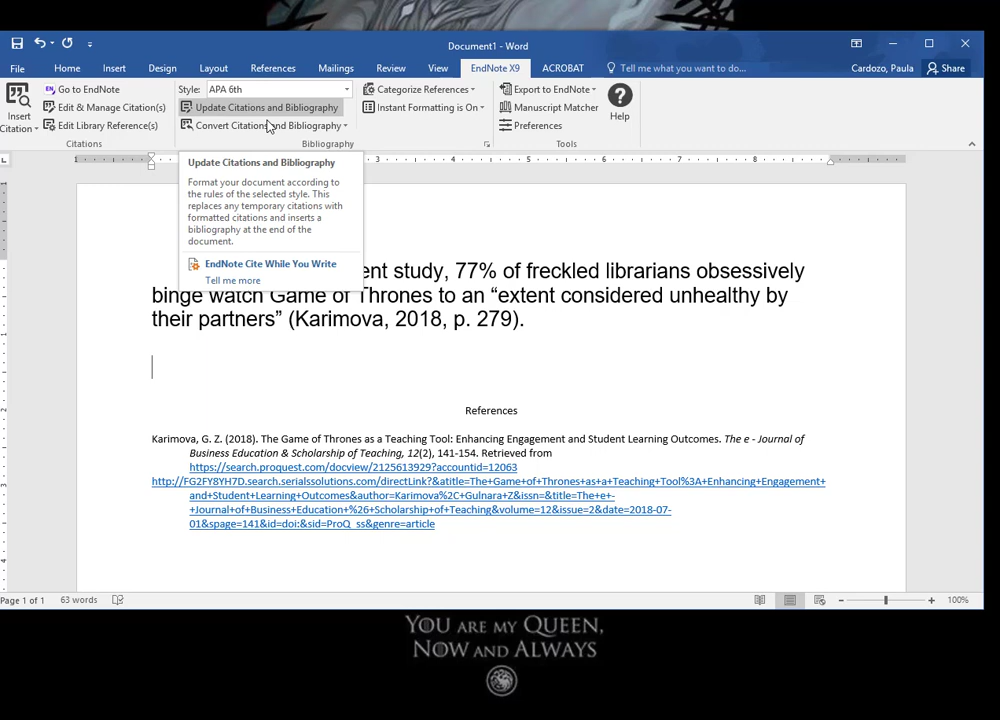 Document1 - Word
File Home Insert Design Layout References Mailings Review View EndNote X9 ACROBAT Tell me what you want to do... Cardozo, Paula Share
Insert
Citation
EN Go to EndNote
Edit & Manage Citation(s)
Edit Library Reference(s)
Citations
Style: APA 6th
Update Citations and Bibliography
Convert Citations and Bibliography
Bibliography
Categorize References
Instant Formatting is On
Export to EndNote
Manuscript Matcher
Preferences
Help
Tools
1 3 4 5 6 7 8
Update Citations and Bibliography
Format your document according to
the rules of the selected style. This
replaces any temporary citations with
formatted citations and inserts a
bibliography at the end of the
document.
EndNote Cite While You Write
Tell me more
ent study, 77% of freckled librarians obsessively
binge watch Game of Thrones to an “extent considered unhealthy by
their partners” (Karimova, 2018, p. 279).
References
Karimova, G. Z. (2018). The Game of Thrones as a Teaching Tool: Enhancing Engagement and Student Learning Outcomes. The e - Journal of
Business Education & Scholarship of Teaching, 12(2), 141-154. Retrieved from
https://search.proquest.com/docview/2125613929?accountid=12063
http://FG2FY8YH7D.search.serialssolutions.com/directLink?&atitle=The+Game+of+Thrones+as+a+Teaching+Tool%3A+Enhancing+Engagement+
and+Student+Learning+Outcomes&author=Karimova%2C+Gulnara+Z&issn=&title=The+e+-
+Journal+of+Business+Education+%26+Scholarship+of+Teaching&volume=12&issue=2&date=2018-07-
01&spage=141&id=doi:&sid=ProQ_ss&genre=article
Page 1 of 1 63 words 100%
YOU ARE MY QUEEN,
NOW AND ALWAYS